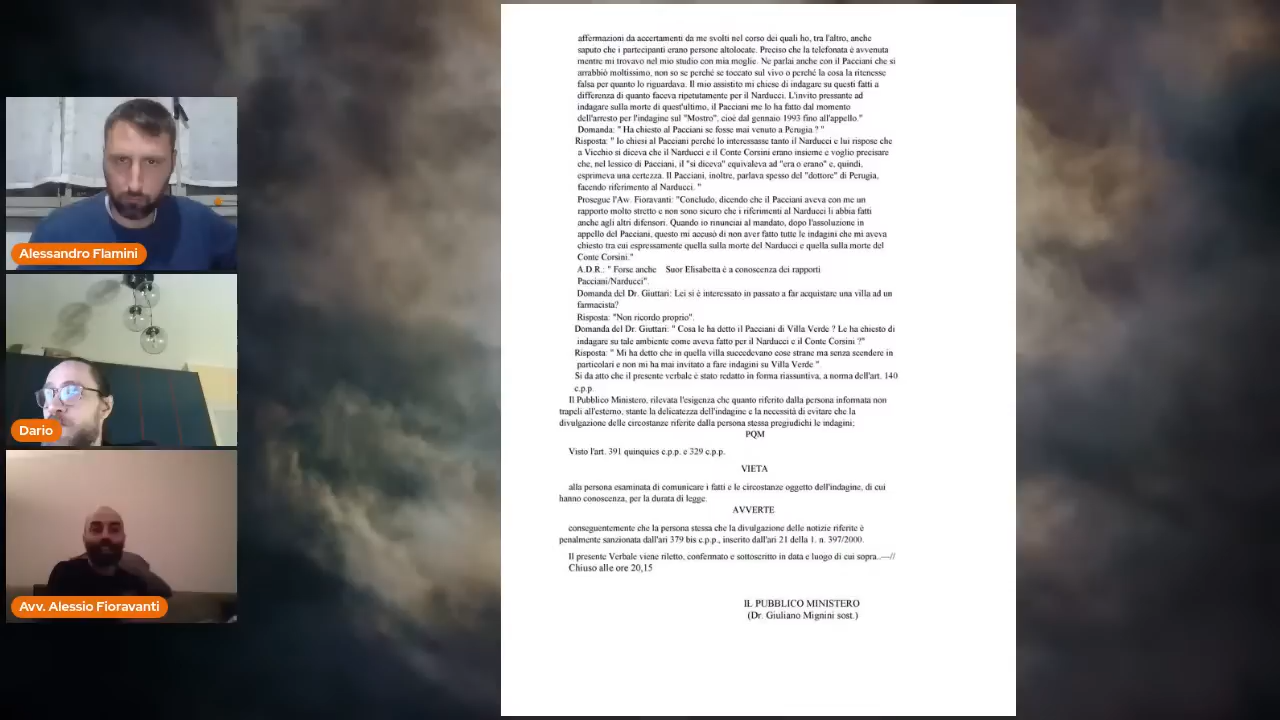 Alessandro Flamini
Dario
Avv. Alessio Fioravanti
affermazioni da accertamenti da me svolti nel corso dei quali ho, tra l'altro, anche
saputo che i partecipanti erano persone altolocate. Preciso che la telefonata è avvenuta
mentre mi trovavo nel mio studio con mia moglie. Ne parlai anche con il Pacciani che si
arrabbiò moltissimo, non so se perché se toccato sul vivo o perché la cosa la ritenesse
falsa per quanto lo riguardava. Il mio assistito mi chiese di indagare su questi fatti a
differenza di quanto faceva ripetutamente per il Narducci. L'invito pressante ad
indagare sulla morte di quest'ultimo, il Pacciani me lo ha fatto dal momento
dell'arresto per l'indagine sul "Mostro", cioè dal gennaio 1993 fino all'appello."
Domanda: " Ha chiesto al Pacciani se fosse mai venuto a Perugia ? "
Risposta: " Io chiesi al Pacciani perché lo interessasse tanto il Narducci e lui rispose che
a Vicchio si diceva che il Narducci e il Conte Corsini erano insieme e voglio precisare
che, nel lessico di Pacciani, il "si diceva" equivaleva ad "era o erano" e, quindi,
esprimeva una certezza. Il Pacciani, inoltre, parlava spesso del "dottore" di Perugia,
facendo riferimento al Narducci. "
Prosegue l'Aw. Fioravanti: "Concludo, dicendo che il Pacciani aveva con me un
rapporto molto stretto e non sono sicuro che i riferimenti al Narducci li abbia fatti
anche agli altri difensori. Quando io rinunciai al mandato, dopo l'assoluzione in
appello del Pacciani, questo mi accusò di non aver fatto tutte le indagini che mi aveva
chiesto tra cui espressamente quella sulla morte del Narducci e quella sulla morte del
Conte Corsini."
A.D.R.: " Forse anche Suor Elisabetta è a conoscenza dei rapporti
Pacciani/Narducci".
Domanda del Dr. Giuttari: Lei si è interessato in passato a far acquistare una villa ad un
farmacista?
Risposta: "Non ricordo proprio".
Domanda del Dr. Giuttari: " Cosa le ha detto il Pacciani di Villa Verde ? Le ha chiesto di
indagare su tale ambiente come aveva fatto per il Narducci e il Conte Corsini ?"
Risposta: " Mi ha detto che in quella villa succedevano cose strane ma senza scendere in
particolari e non mi ha mai invitato a fare indagini su Villa Verde "
Si da atto che il presente verbale è stato redatto in forma riassuntiva, a norma dell'art. 140
c.p.p.
Il Pubblico Ministero, rilevata l'esigenza che quanto riferito dalla persona informata non
trapeli all'esterno, stante la delicatezza dell'indagine e la necessità di evitare che la
divulgazione delle circostanze riferite dalla persona stessa pregiudichi le indagini;
PQM
Visto l'art. 391 quinquies c.p.p. e 329 c.p.p.
VIETA
alla persona esaminata di comunicare i fatti e le circostanze oggetto dell'indagine, di cui
hanno conoscenza, per la durata di legge.
AVVERTE
conseguentemente che la persona stessa che la divulgazione delle notizie riferite è
penalmente sanzionata dall'ari 379 bis c.p.p., inserito dall'ari 21 della 1. n. 397/2000.
Il presente Verbale viene riletto, confermato e sottoscritto in data e luogo di cui sopra..—//
Chiuso alle ore 20,15
IL PUBBLICO MINISTERO
(Dr. Giuliano Mignini sost.)